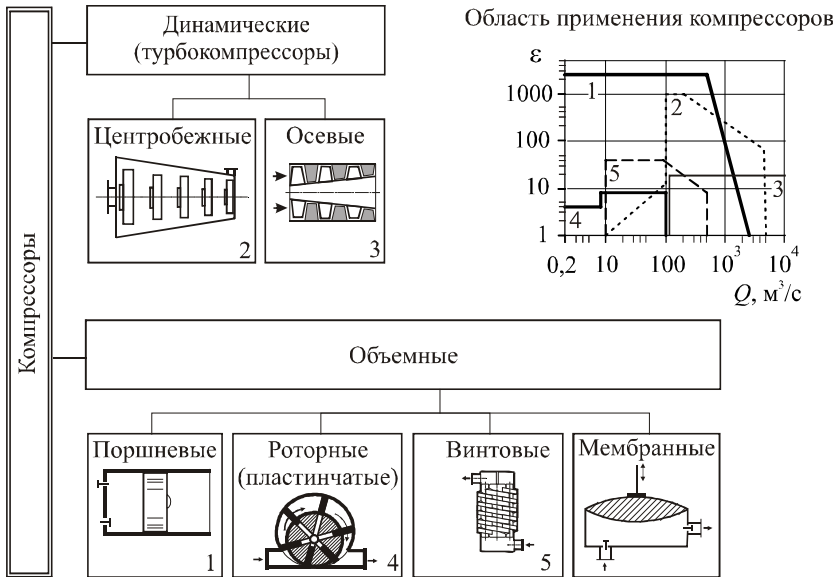 Динамические
(турбокомпрессоры)
Область применения компрессоров
ε
1000
100
10
1
1
2
3
4
5
0,2 10 100 10³ 10⁴
Q, м³/с
Центробежные
2
Осевые
3
Компрессоры
Объемные
Поршневые
1
Роторные
(пластинчатые)
4
Винтовые
5
Мембранные